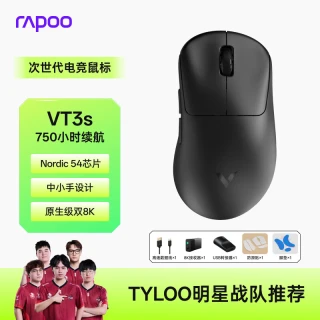 rapoo
次世代电竞鼠标
VT3s
750小时续航
Nordic 54芯片
中小手设计
原生级双8K
TYLOO明星战队推荐